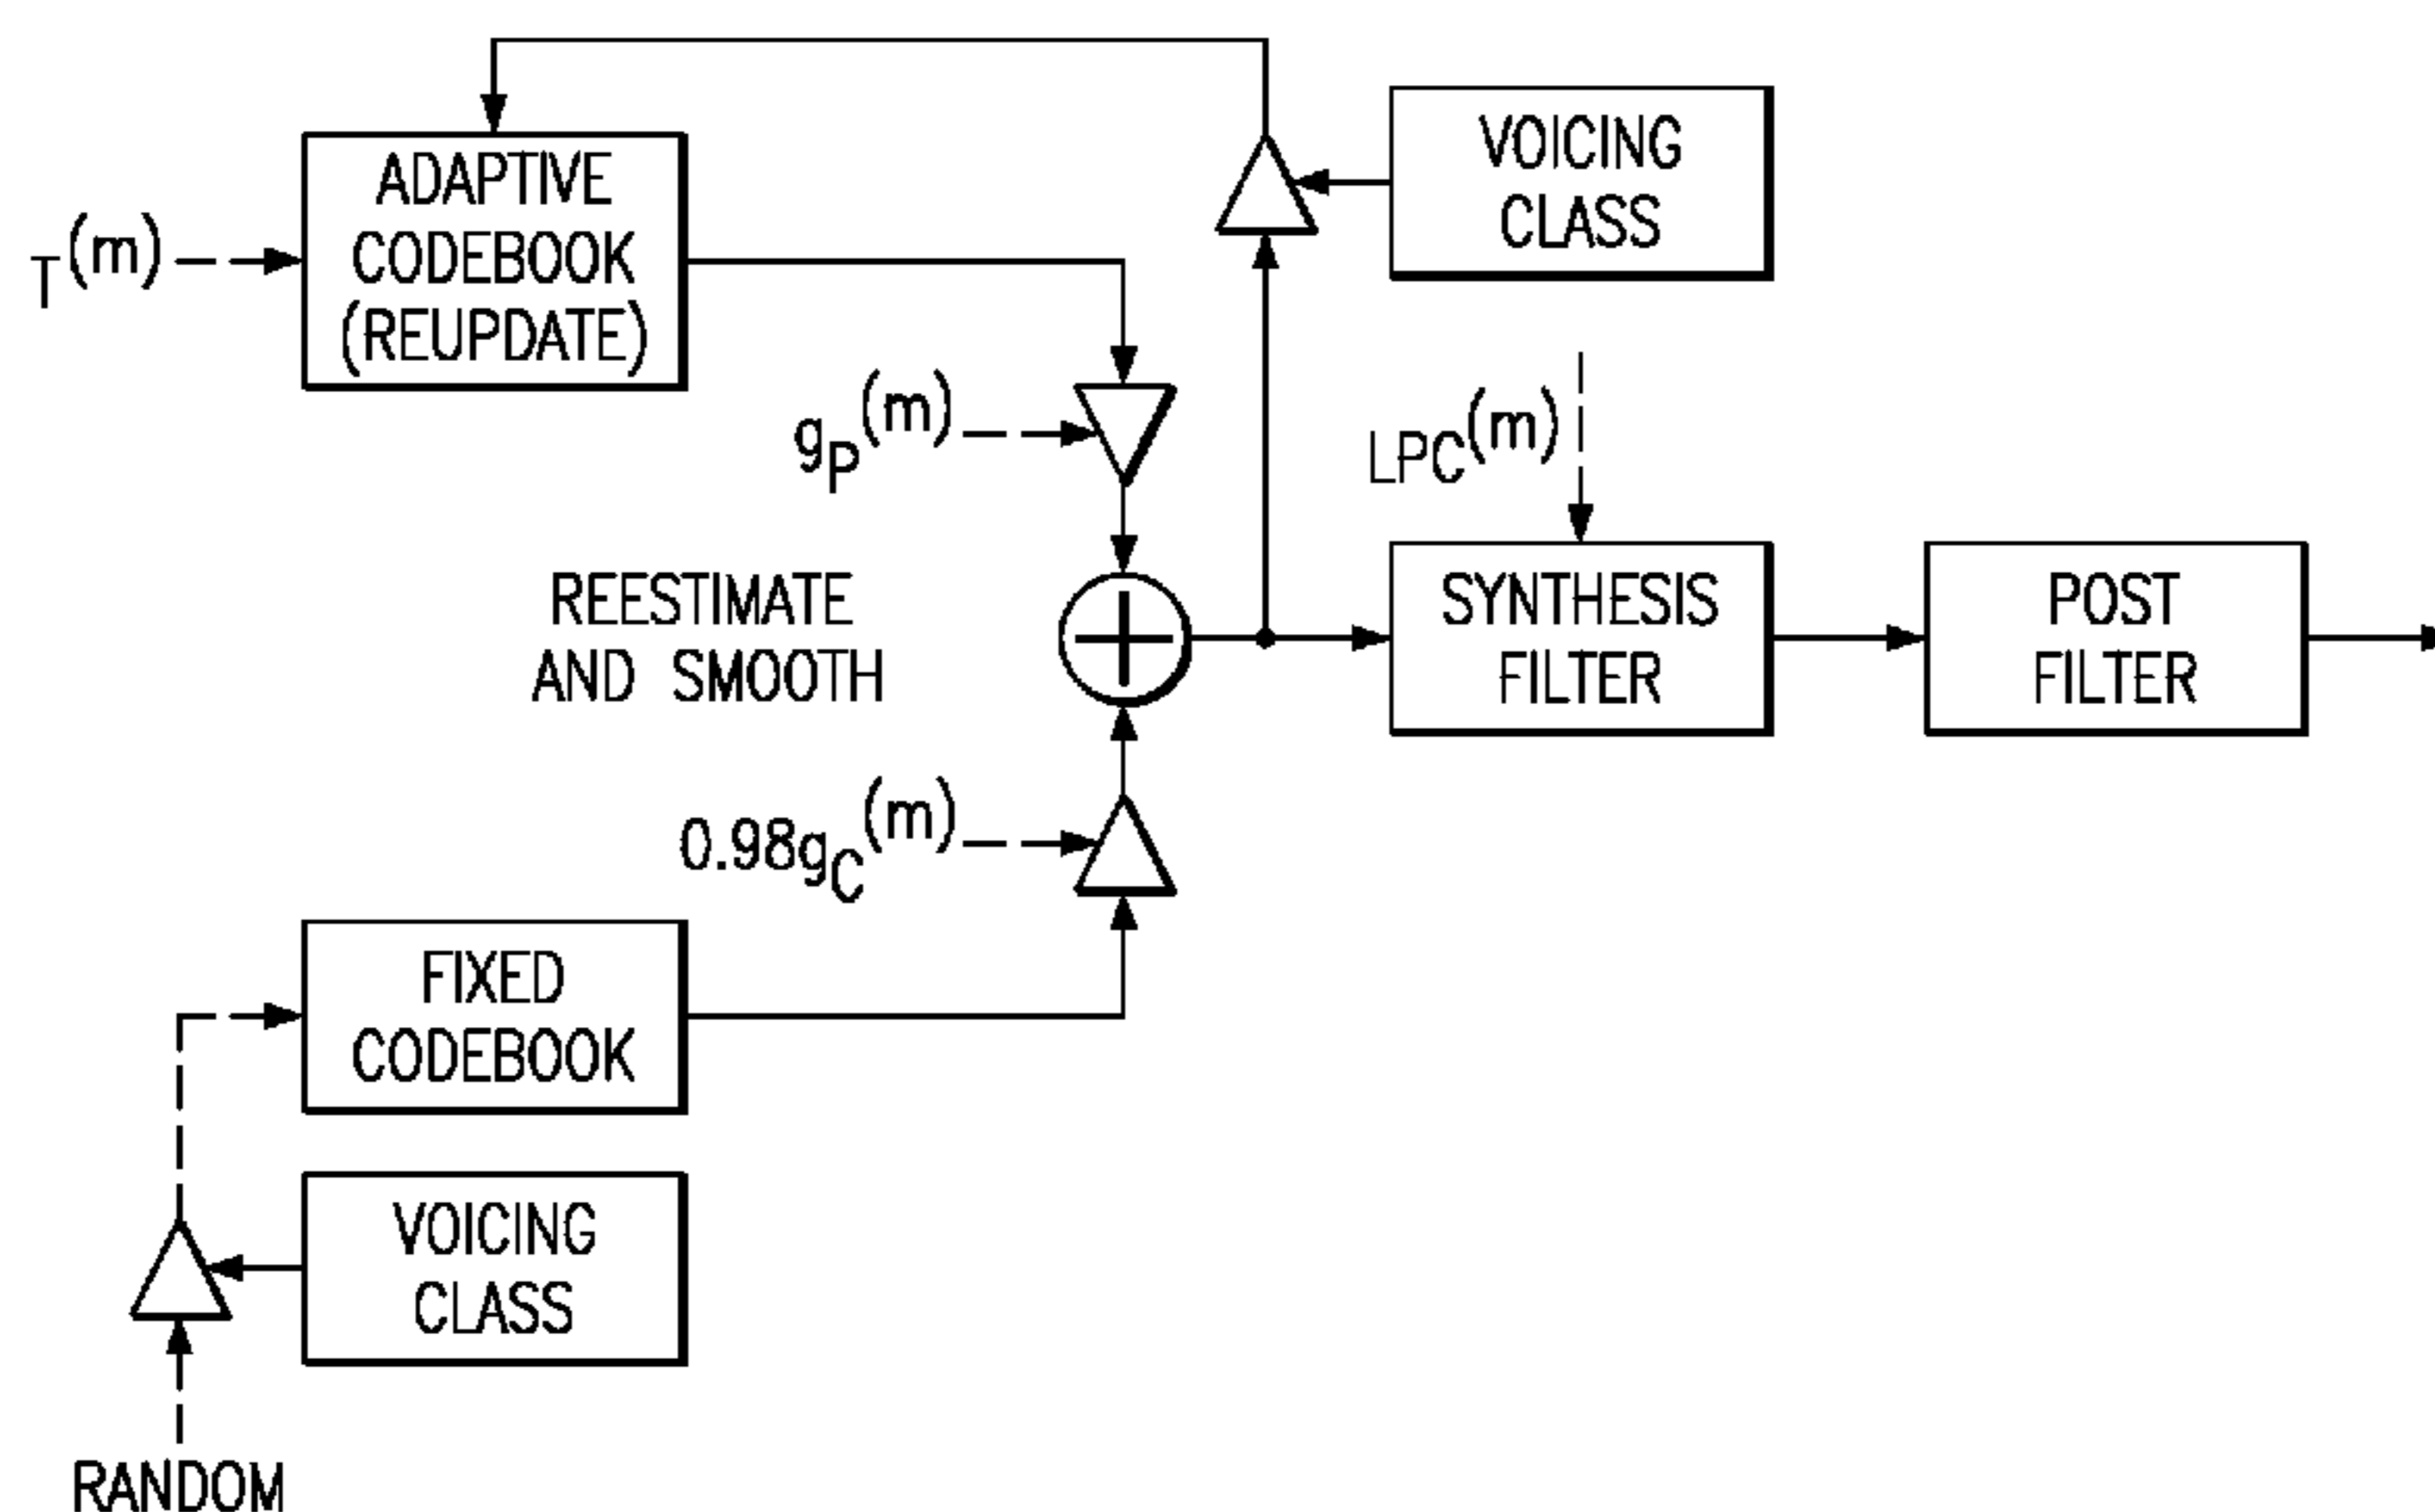 ADAPTIVE
CODEBOOK
(REUPDATE)
VOICING
CLASS
T(m)
gP(m)
LPC(m)
REESTIMATE
AND SMOOTH
SYNTHESIS
FILTER
POST
FILTER
0.98gC(m)
FIXED
CODEBOOK
VOICING
CLASS
RANDOM